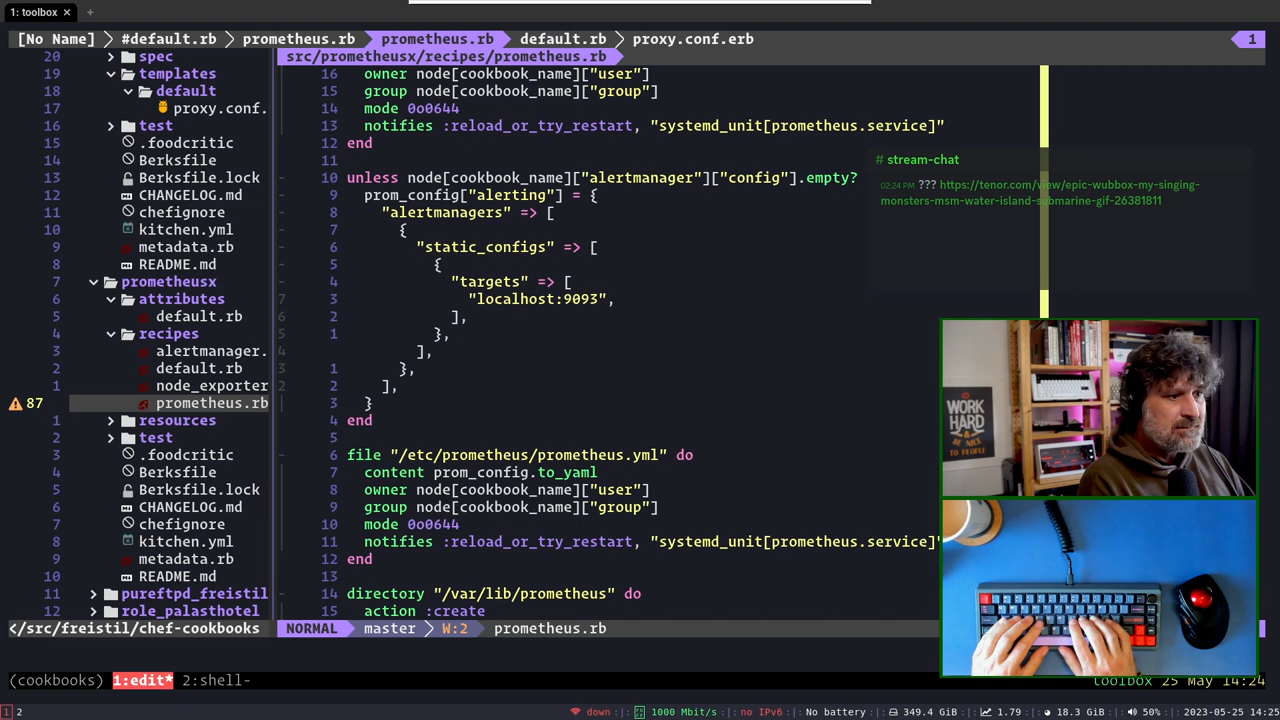 1: toolbox × +
[No Name] #default.rb prometheus.rb prometheus.rb default.rb proxy.conf.erb 1
src/prometheusx/recipes/prometheus.rb
20 spec
19 templates
18 default
17 proxy.conf.
16 test
15 .foodcritic
14 Berksfile
13 Berksfile.lock
12 CHANGELOG.md
11 chefignore
10 kitchen.yml
9 metadata.rb
8 README.md
7 prometheusx
6 attributes
5 default.rb
4 recipes
3 alertmanager.
2 default.rb
1 node_exporter
87 prometheus.rb
1 resources
2 test
3 .foodcritic
4 Berksfile
5 Berksfile.lock
6 CHANGELOG.md
7 chefignore
8 kitchen.yml
9 metadata.rb
10 README.md
11 pureftpd_freistil
12 role_palasthotel
</src/freistil/chef-cookbooks
16 owner node[cookbook_name]["user"]
15 group node[cookbook_name]["group"]
14 mode 0o0644
13 notifies :reload_or_try_restart, "systemd_unit[prometheus.service]"
12 end
11
10 unless node[cookbook_name]["alertmanager"]["config"].empty?
9 prom_config["alerting"] = {
8 "alertmanagers" => [
7 {
6 "static_configs" => [
5 {
4 "targets" => [
7 3 "localhost:9093",
6 2 ],
5 1 },
4 ],
3 1 },
2 2 ],
3 }
4 end
5
6 file "/etc/prometheus/prometheus.yml" do
7 content prom_config.to_yaml
8 owner node[cookbook_name]["user"]
9 group node[cookbook_name]["group"]
10 mode 0o0644
11 notifies :reload_or_try_restart, "systemd_unit[prometheus.service]"
12 end
13
14 directory "/var/lib/prometheus" do
15 action :create
NORMAL master W:2 prometheus.rb
# stream-chat
02:24 PM ??? https://tenor.com/view/epic-wubbox-my-singing-
monsters-msm-water-island-submarine-gif-26381811
WORK
HARD
& BE
NICE
TO PEOPLE
(cookbooks) 1:edit* 2:shell- toolbox 25 May 14:24
1 2 down :|: 1000 Mbit/s :|: no IPv6 :|: No battery :|: 349.4 GiB :|: 1.79 :|: 18.3 GiB :|: 50% :|: 2023-05-25 14:25